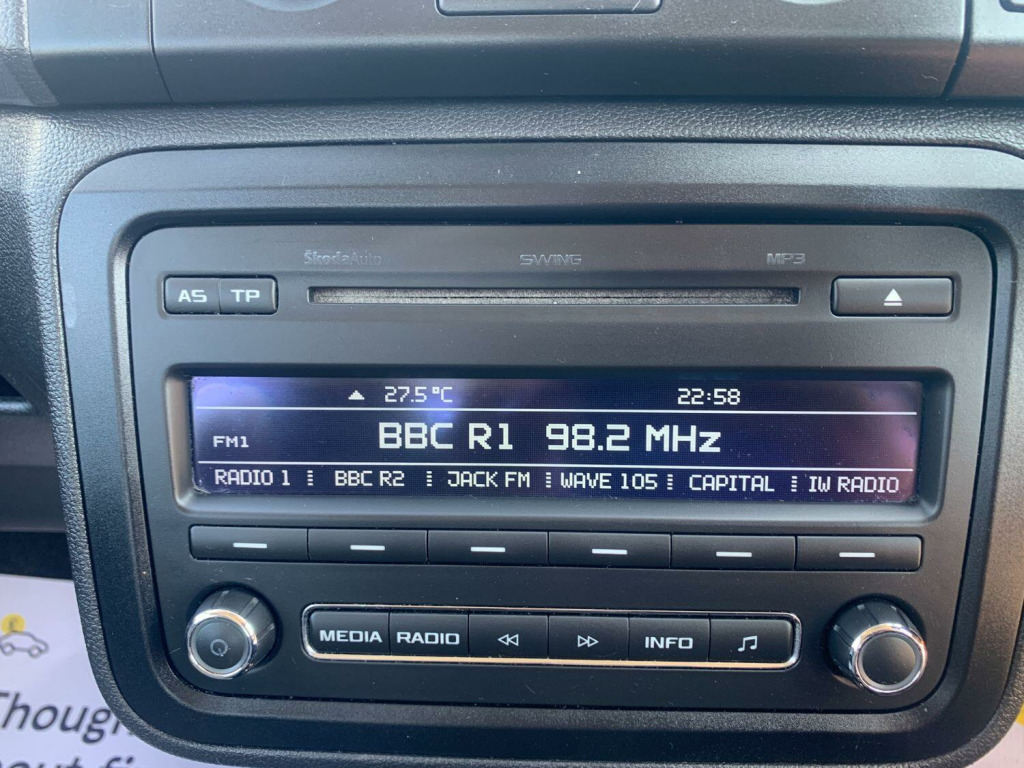 ŠkodaAuto SWING MP3
AS TP
27.5°C 22:58
FM1 BBC R1 98.2 MHz
RADIO 1 BBC R2 JACK FM WAVE 105 CAPITAL IW RADIO
MEDIA RADIO INFO
£
Though